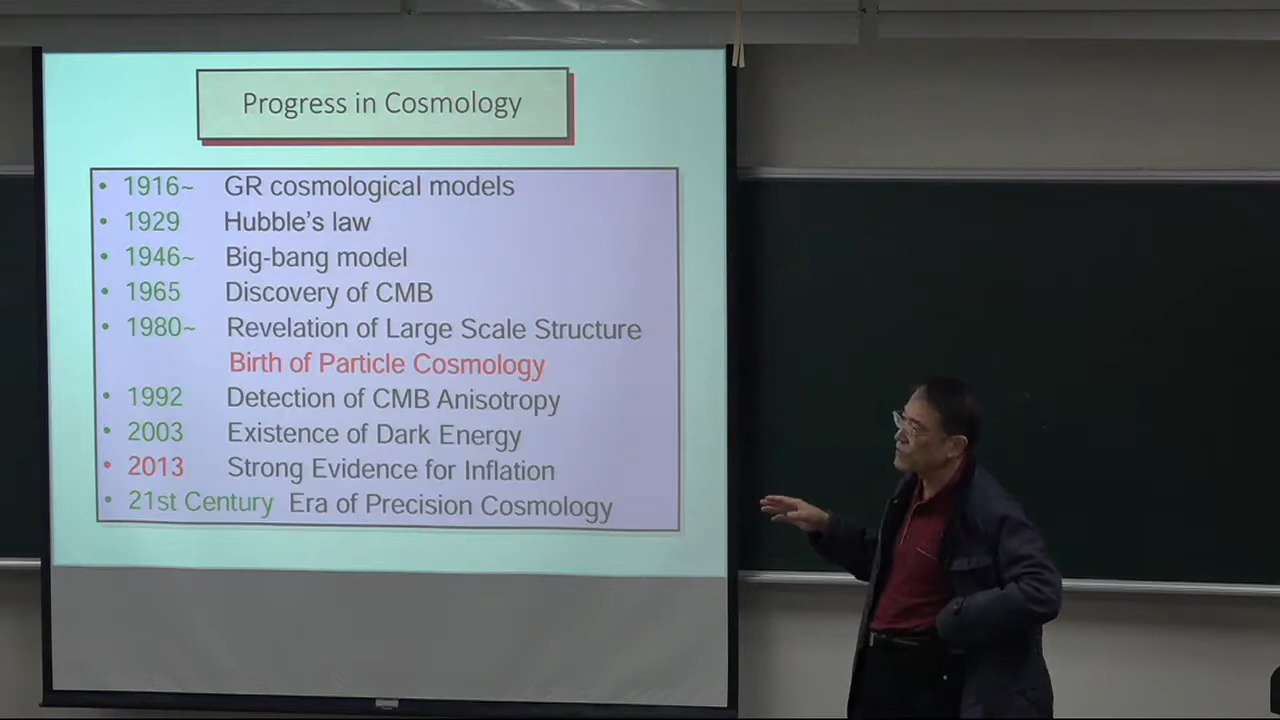 Progress in Cosmology
• 1916~ GR cosmological models
• 1929 Hubble's law
• 1946~ Big-bang model
• 1965 Discovery of CMB
• 1980~ Revelation of Large Scale Structure
Birth of Particle Cosmology
• 1992 Detection of CMB Anisotropy
• 2003 Existence of Dark Energy
• 2013 Strong Evidence for Inflation
• 21st Century Era of Precision Cosmology